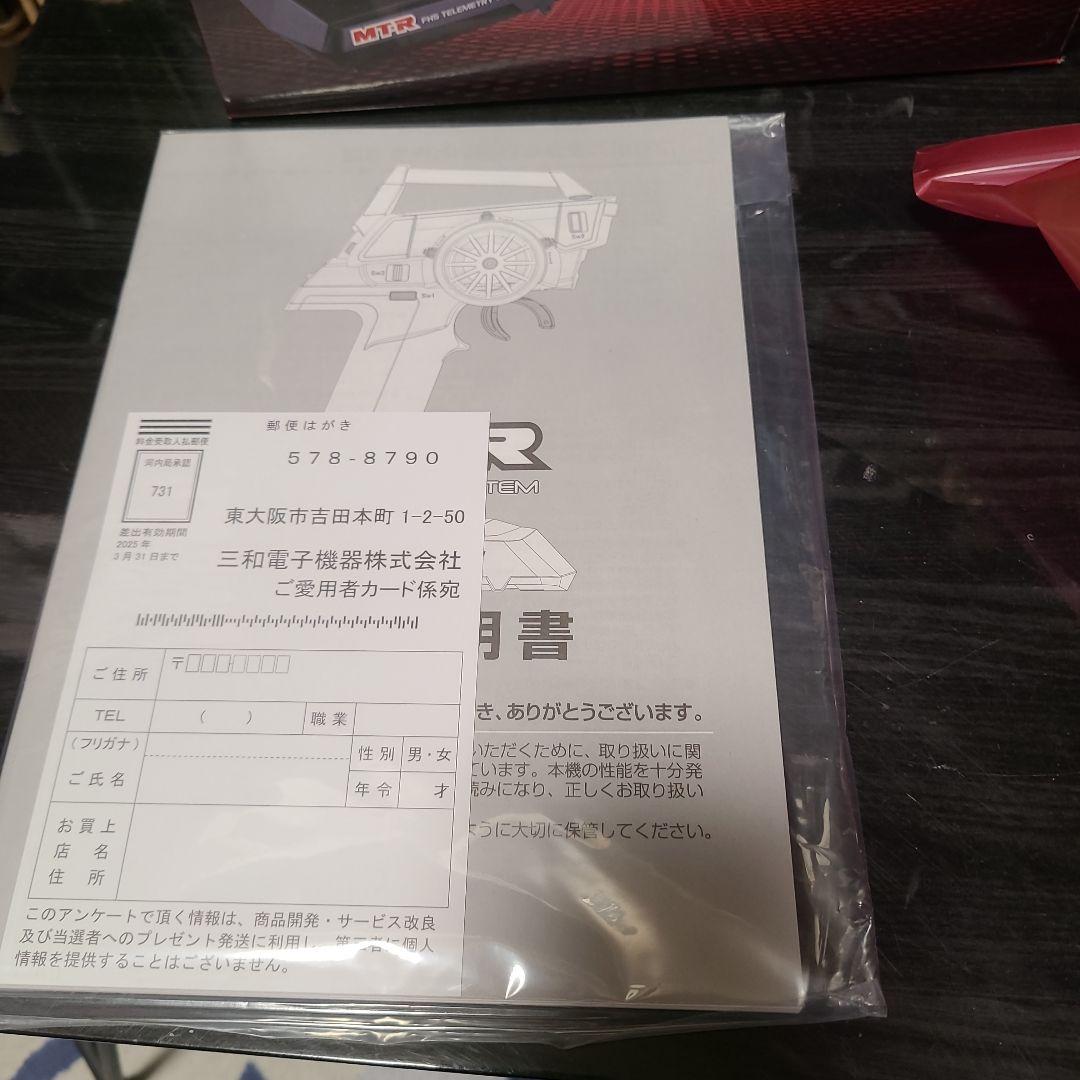 MT-R FHS TELEMETRY
SW2
SW1
R
TEM
用書
き、ありがとうございます。
いただくために、取り扱いに関
ています。本機の性能を十分発
読みになり、正しくお取り扱い
ように大切に保管してください。
郵便はがき
料金受取人払郵便
河内局承認
731
差出有効期間
2025年
3月31日まで
578-8790
東大阪市吉田本町 1-2-50
三和電子機器株式会社
ご愛用者カード係宛
ご住所 〒
TEL ( ) 職業
(フリガナ)
ご氏名
性別 男・女
年令 才
お買上
店名
住所
このアンケートで頂く情報は、商品開発・サービス改良
及び当選者へのプレゼント発送に利用し、第三者に個人
情報を提供することはございません。